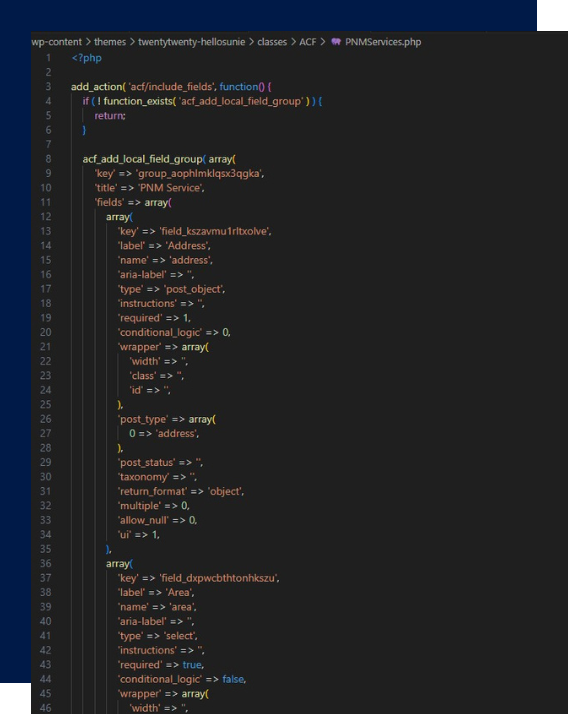 wp-content > themes > twentytwenty-hellosunie > classes > ACF > PNMServices.php
1 <?php
2
3 add_action( 'acf/include_fields', function() {
4 if ( ! function_exists( 'acf_add_local_field_group' ) ) {
5 return;
6 }
7
8 acf_add_local_field_group( array(
9 'key' => 'group_aophlmklqsx3qgka',
10 'title' => 'PNM Service',
11 'fields' => array(
12 array(
13 'key' => 'field_kszavmu1rltxolve',
14 'label' => 'Address',
15 'name' => 'address',
16 'aria-label' => '',
17 'type' => 'post_object',
18 'instructions' => '',
19 'required' => 1,
20 'conditional_logic' => 0,
21 'wrapper' => array(
22 'width' => '',
23 'class' => '',
24 'id' => '',
25 ),
26 'post_type' => array(
27 0 => 'address',
28 ),
29 'post_status' => '',
30 'taxonomy' => '',
31 'return_format' => 'object',
32 'multiple' => 0,
33 'allow_null' => 0,
34 'ui' => 1,
35 ),
36 array(
37 'key' => 'field_dxpwcbthtonhkszu',
38 'label' => 'Area',
39 'name' => 'area',
40 'aria-label' => '',
41 'type' => 'select',
42 'instructions' => '',
43 'required' => true,
44 'conditional_logic' => false,
45 'wrapper' => array(
46 'width' => '',